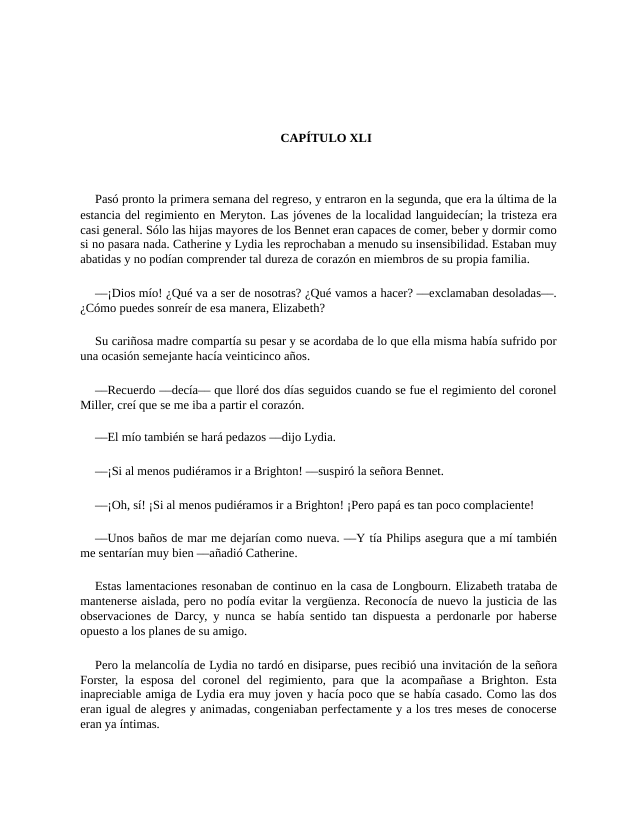 CAPÍTULO XLI
Pasó pronto la primera semana del regreso, y entraron en la segunda, que era la última de la
estancia del regimiento en Meryton. Las jóvenes de la localidad languidecían; la tristeza era
casi general. Sólo las hijas mayores de los Bennet eran capaces de comer, beber y dormir como
si no pasara nada. Catherine y Lydia les reprochaban a menudo su insensibilidad. Estaban muy
abatidas y no podían comprender tal dureza de corazón en miembros de su propia familia.
—¡Dios mío! ¿Qué va a ser de nosotras? ¿Qué vamos a hacer? —exclamaban desoladas—.
¿Cómo puedes sonreír de esa manera, Elizabeth?
Su cariñosa madre compartía su pesar y se acordaba de lo que ella misma había sufrido por
una ocasión semejante hacía veinticinco años.
—Recuerdo —decía— que lloré dos días seguidos cuando se fue el regimiento del coronel
Miller, creí que se me iba a partir el corazón.
—El mío también se hará pedazos —dijo Lydia.
—¡Si al menos pudiéramos ir a Brighton! —suspiró la señora Bennet.
—¡Oh, sí! ¡Si al menos pudiéramos ir a Brighton! ¡Pero papá es tan poco complaciente!
—Unos baños de mar me dejarían como nueva. —Y tía Philips asegura que a mí también
me sentarían muy bien —añadió Catherine.
Estas lamentaciones resonaban de continuo en la casa de Longbourn. Elizabeth trataba de
mantenerse aislada, pero no podía evitar la vergüenza. Reconocía de nuevo la justicia de las
observaciones de Darcy, y nunca se había sentido tan dispuesta a perdonarle por haberse
opuesto a los planes de su amigo.
Pero la melancolía de Lydia no tardó en disiparse, pues recibió una invitación de la señora
Forster, la esposa del coronel del regimiento, para que la acompañase a Brighton. Esta
inapreciable amiga de Lydia era muy joven y hacía poco que se había casado. Como las dos
eran igual de alegres y animadas, congeniaban perfectamente y a los tres meses de conocerse
eran ya íntimas.